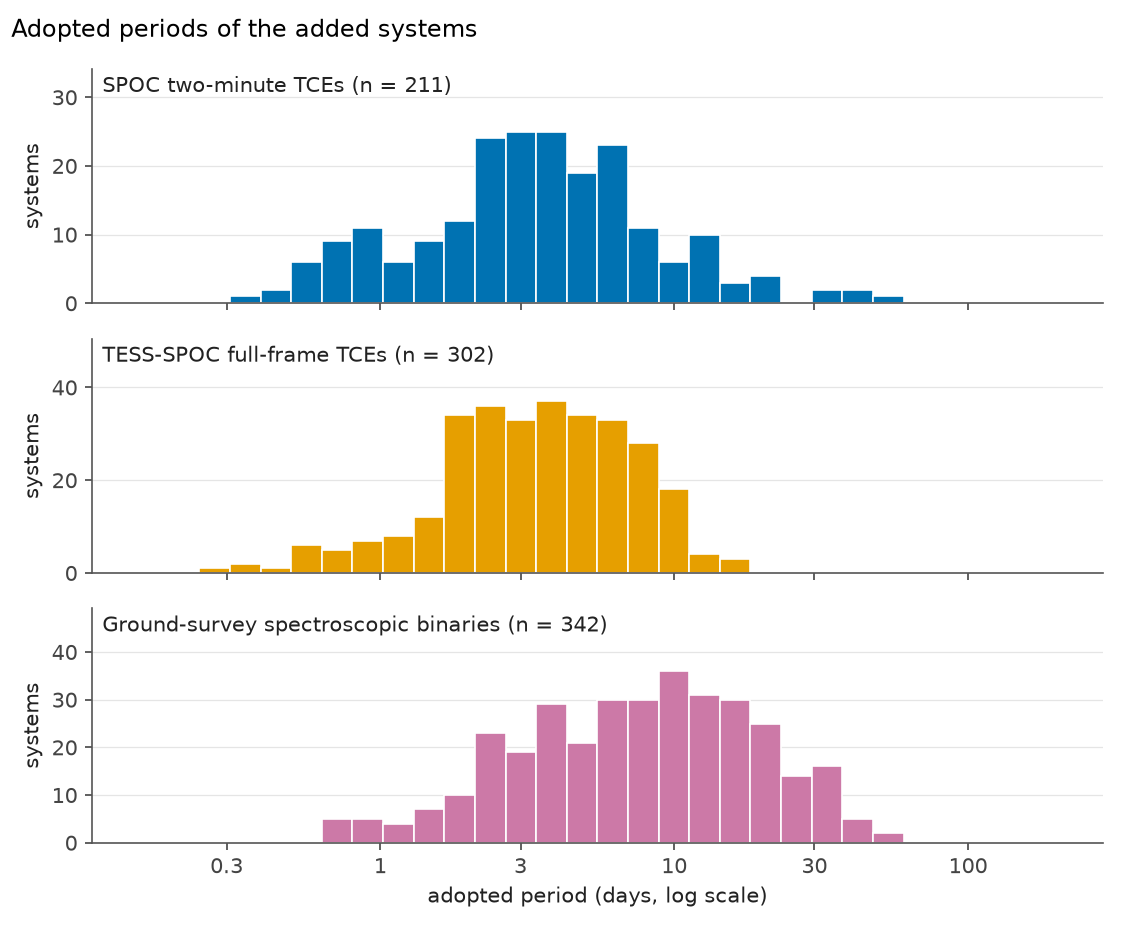 Adopted periods of the added systems
SPOC two-minute TCEs (n = 211)
systems
30
20
10
0
TESS-SPOC full-frame TCEs (n = 302)
systems
40
20
0
Ground-survey spectroscopic binaries (n = 342)
systems
40
30
20
10
0
0.3 1 3 10 30 100
adopted period (days, log scale)